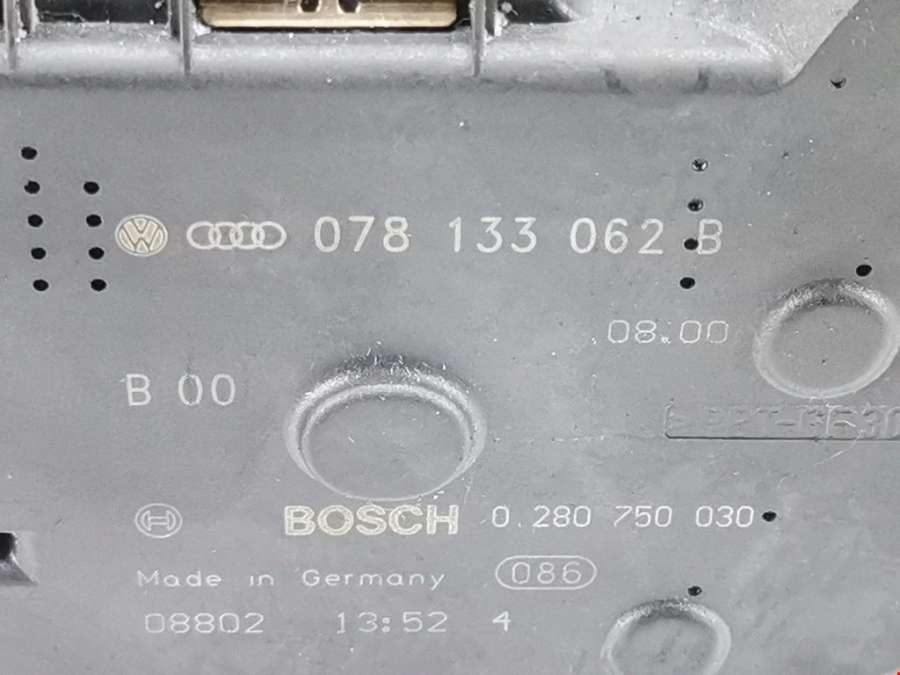 078 133 062 B
08.00
B 00
BOSCH 0.280 750 030
Made in Germany 086
08802 13:52 4